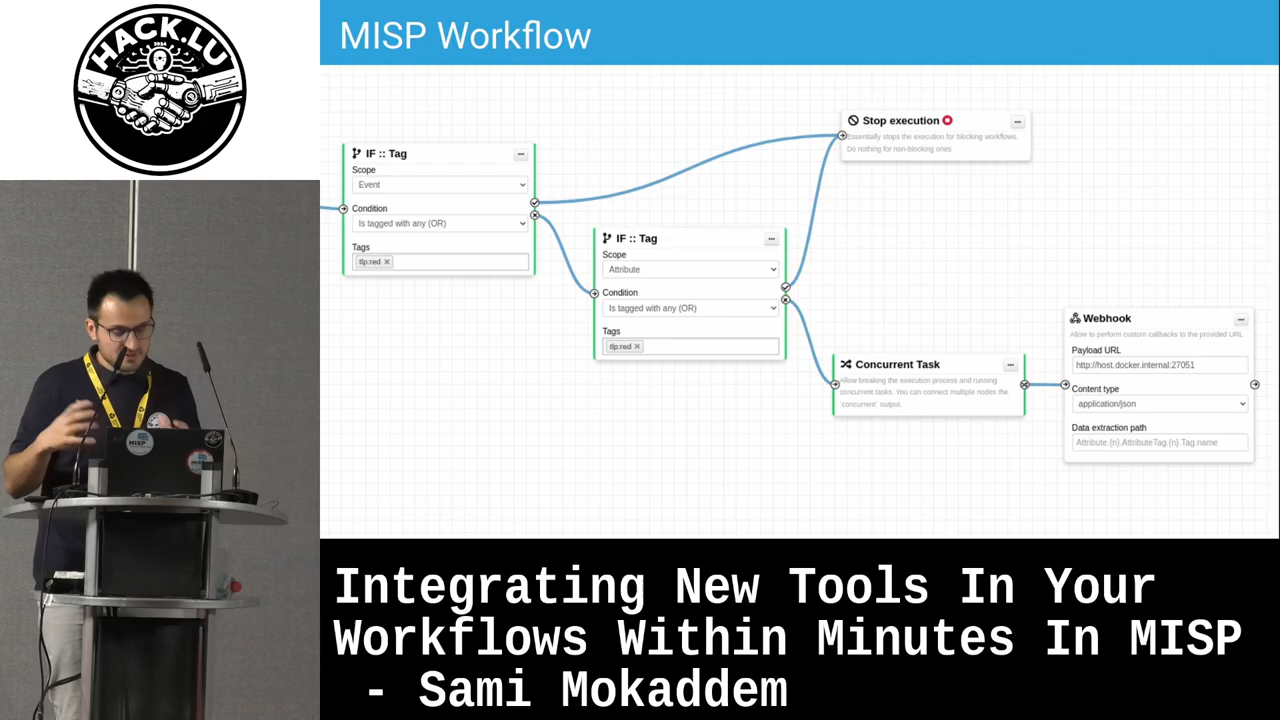 HACK.LU
2024
MISP Workflow
Stop execution
Essentially stops the execution for blocking workflows.
Do nothing for non-blocking ones
IF :: Tag
Scope
Event
Condition
Is tagged with any (OR)
Tags
tlp:red
IF :: Tag
Scope
Attribute
Condition
Is tagged with any (OR)
Tags
tlp:red
Concurrent Task
Allow breaking the execution process and running
concurrent tasks. You can connect multiple nodes the
`concurrent` output.
Webhook
Allow to perform custom callbacks to the provided URL
Payload URL
http://host.docker.internal:27051
Content type
application/json
Data extraction path
Attribute.{n}.AttributeTag.{n}.Tag.name
MISP
Integrating New Tools In Your
Workflows Within Minutes In MISP
- Sami Mokaddem